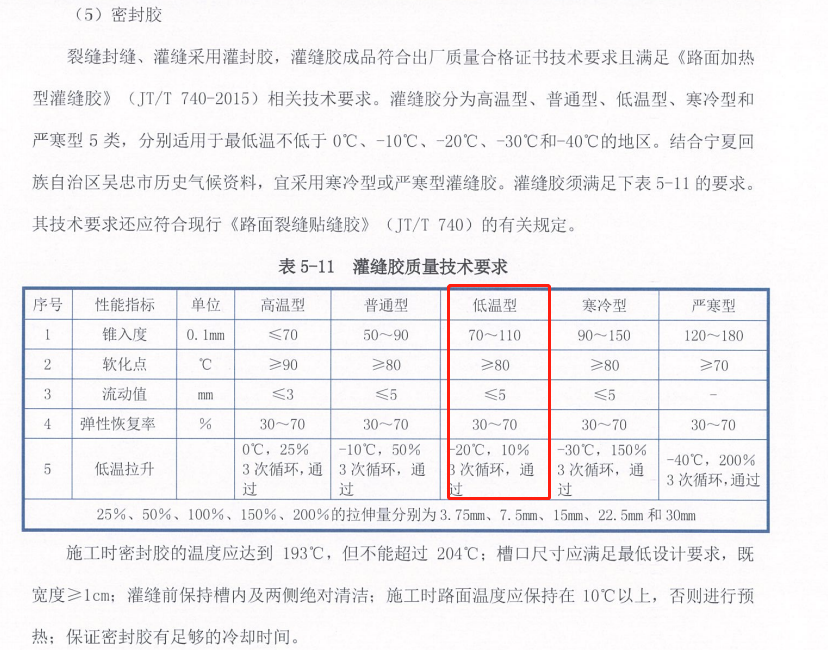 （5）密封胶
裂缝封缝、灌缝采用灌封胶，灌缝胶成品符合出厂质量合格证书技术要求且满足《路面加热
型灌缝胶》（JT/T 740-2015）相关技术要求。灌缝胶分为高温型、普通型、低温型、寒冷型和
严寒型 5 类，分别适用于最低温不低于 0℃、-10℃、-20℃、-30℃和-40℃的地区。结合宁夏回
族自治区吴忠市历史气候资料，宜采用寒冷型或严寒型灌缝胶。灌缝胶须满足下表 5-11 的要求。
其技术要求还应符合现行《路面裂缝贴缝胶》（JT/T 740）的有关规定。
表 5-11 灌缝胶质量技术要求
序号 性能指标 单位 高温型 普通型 低温型 寒冷型 严寒型
1 锥入度 0.1mm ≤70 50～90 70～110 90～150 120～180
2 软化点 ℃ ≥90 ≥80 ≥80 ≥80 ≥70
3 流动值 mm ≤3 ≤5 ≤5 ≤5 -
4 弹性恢复率 % 30～70 30～70 30～70 30～70 30～70
5 低温拉升 0℃，25% 3 次循环，通过 -10℃，50% 3 次循环，通过 -20℃，10% 3 次循环，通过 -30℃，150% 3 次循环，通过 -40℃，200% 3 次循环，通过
25%、50%、100%、150%、200%的拉伸量分别为 3.75mm、7.5mm、15mm、22.5mm 和 30mm
施工时密封胶的温度应达到 193℃，但不能超过 204℃；槽口尺寸应满足最低设计要求，既
宽度≥1cm；灌缝前保持槽内及两侧绝对清洁；施工时路面温度应保持在 10℃以上，否则进行预
热；保证密封胶有足够的冷却时间。